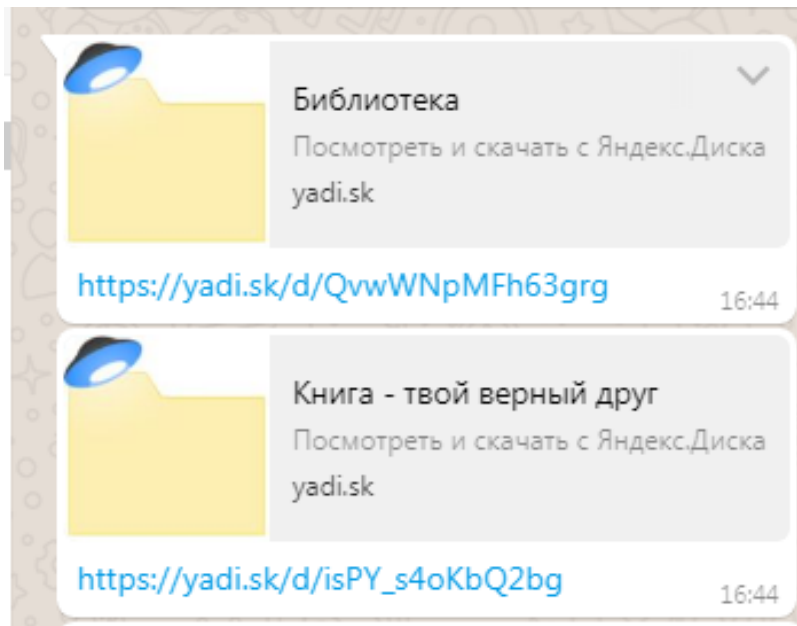 Библиотека
Посмотреть и скачать с Яндекс.Диска
yadi.sk
https://yadi.sk/d/QvwWNpMFh63grg
16:44
Книга - твой верный друг
Посмотреть и скачать с Яндекс.Диска
yadi.sk
https://yadi.sk/d/isPY_s4oKbQ2bg
16:44